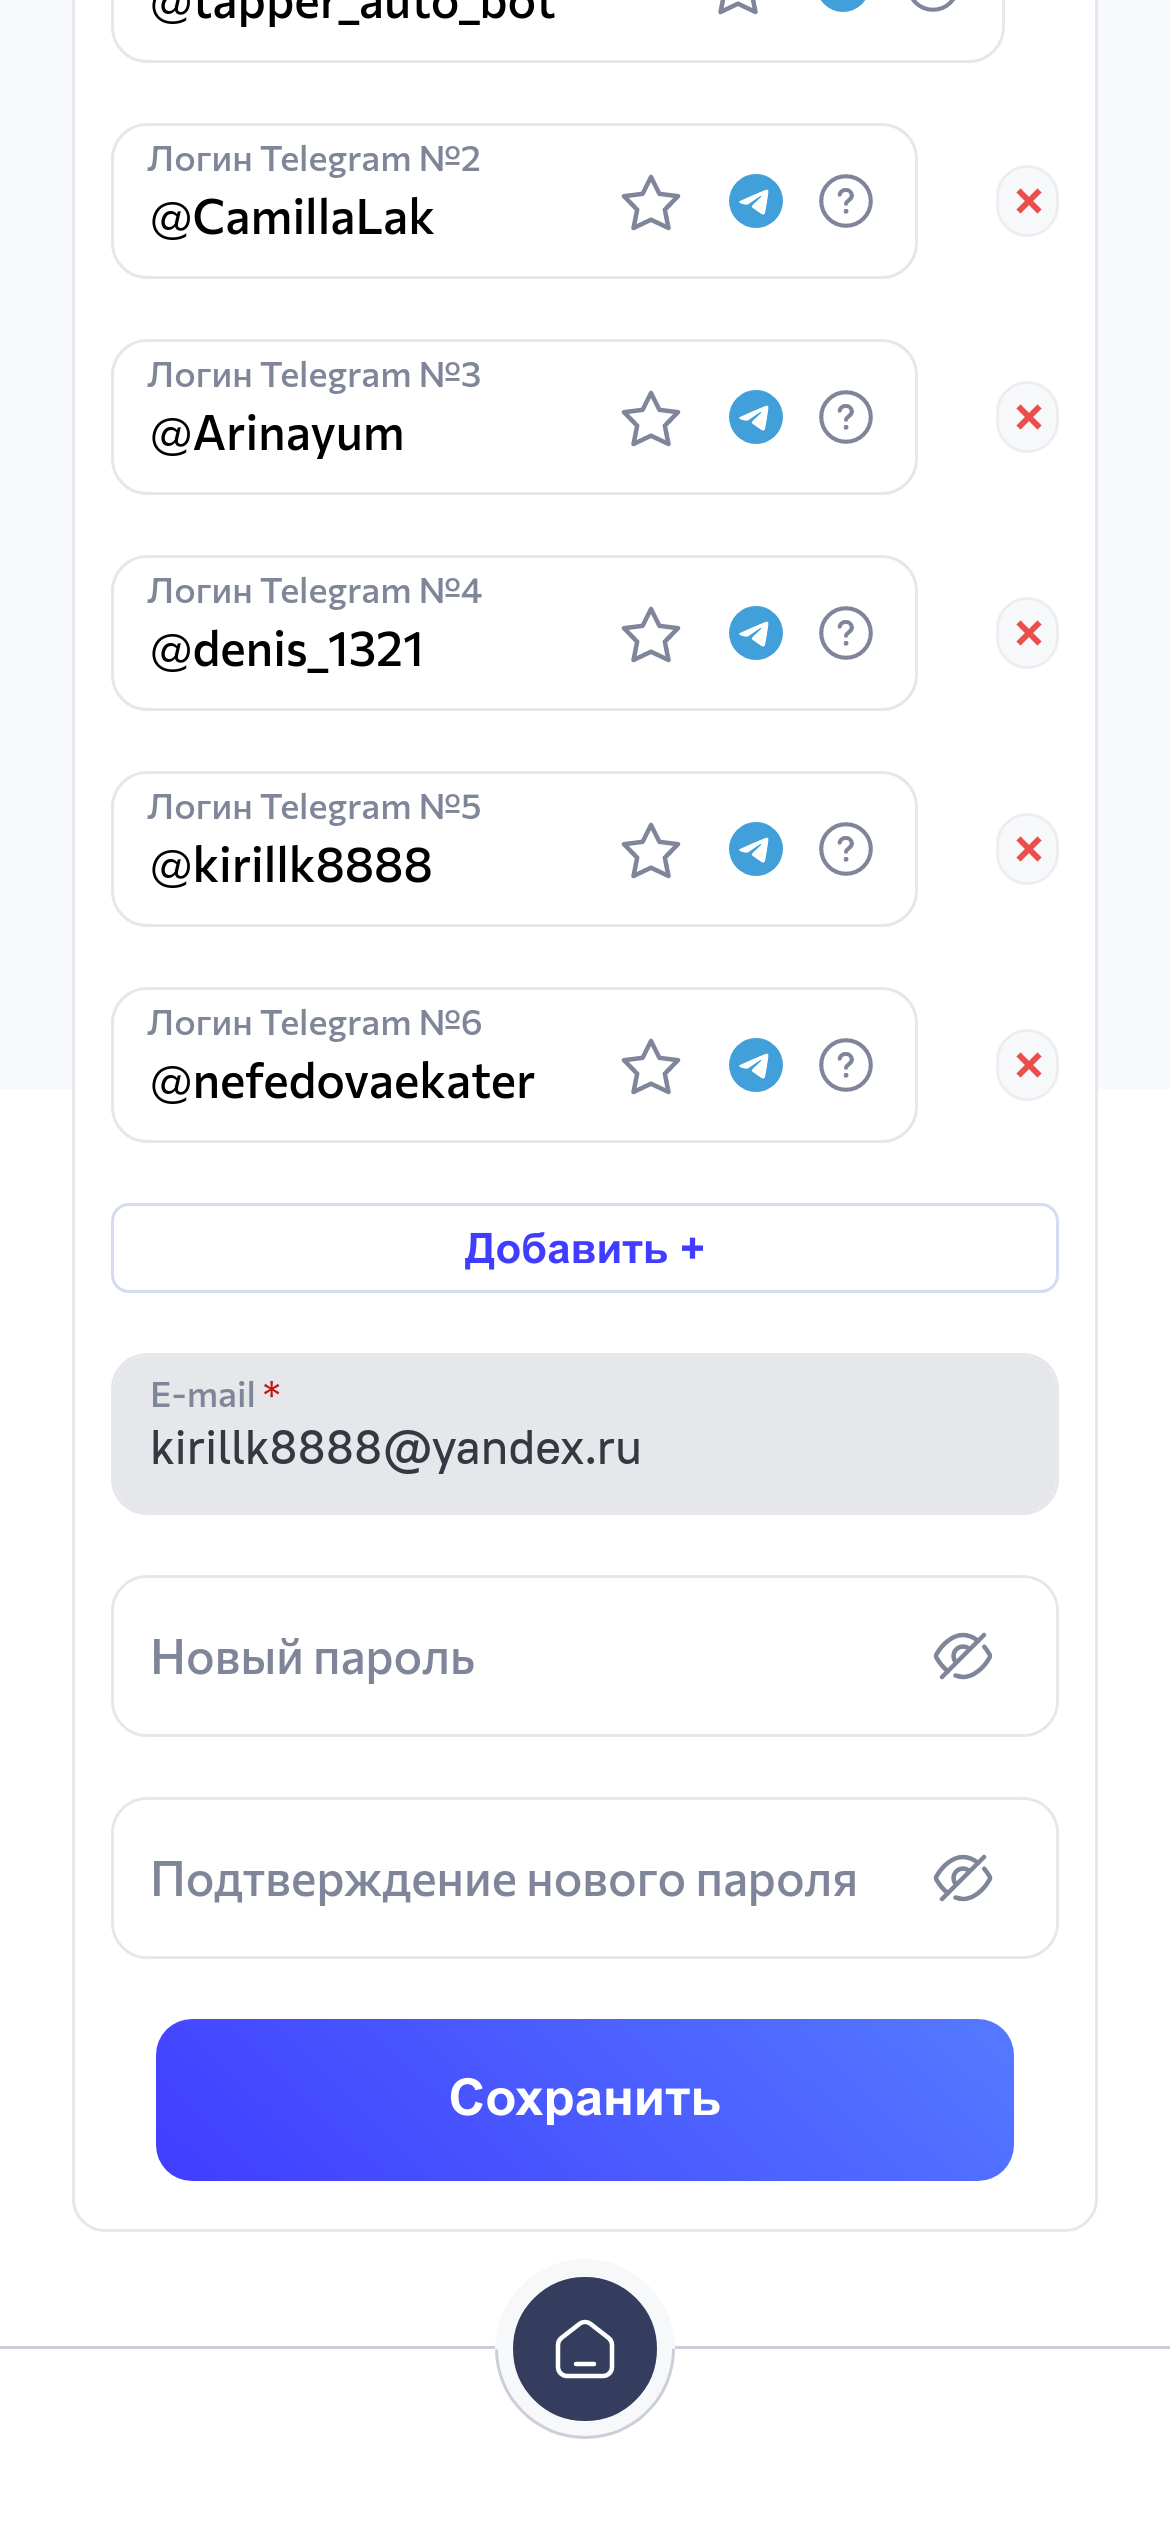 @tapper_auto_bot
Логин Telegram №2
@CamillaLak
Логин Telegram №3
@Arinayum
Логин Telegram №4
@denis_1321
Логин Telegram №5
@kirillk8888
Логин Telegram №6
@nefedovaekater
Добавить +
E-mail *
kirillk8888@yandex.ru
Новый пароль
Подтверждение нового пароля
Сохранить